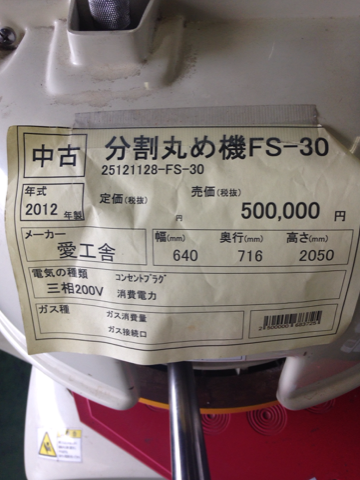 中古 分割丸め機FS-30
25121128-FS-30
年式 定価(税抜) 売価(税抜)
2012 年製 円 500,000 円
メーカー 幅(mm) 奥行(mm) 高さ(mm)
愛工舎 640 716 2050
電気の種類 コンセントプラグ
三相200V 消費電力
ガス種 ガス消費量
ガス接続口